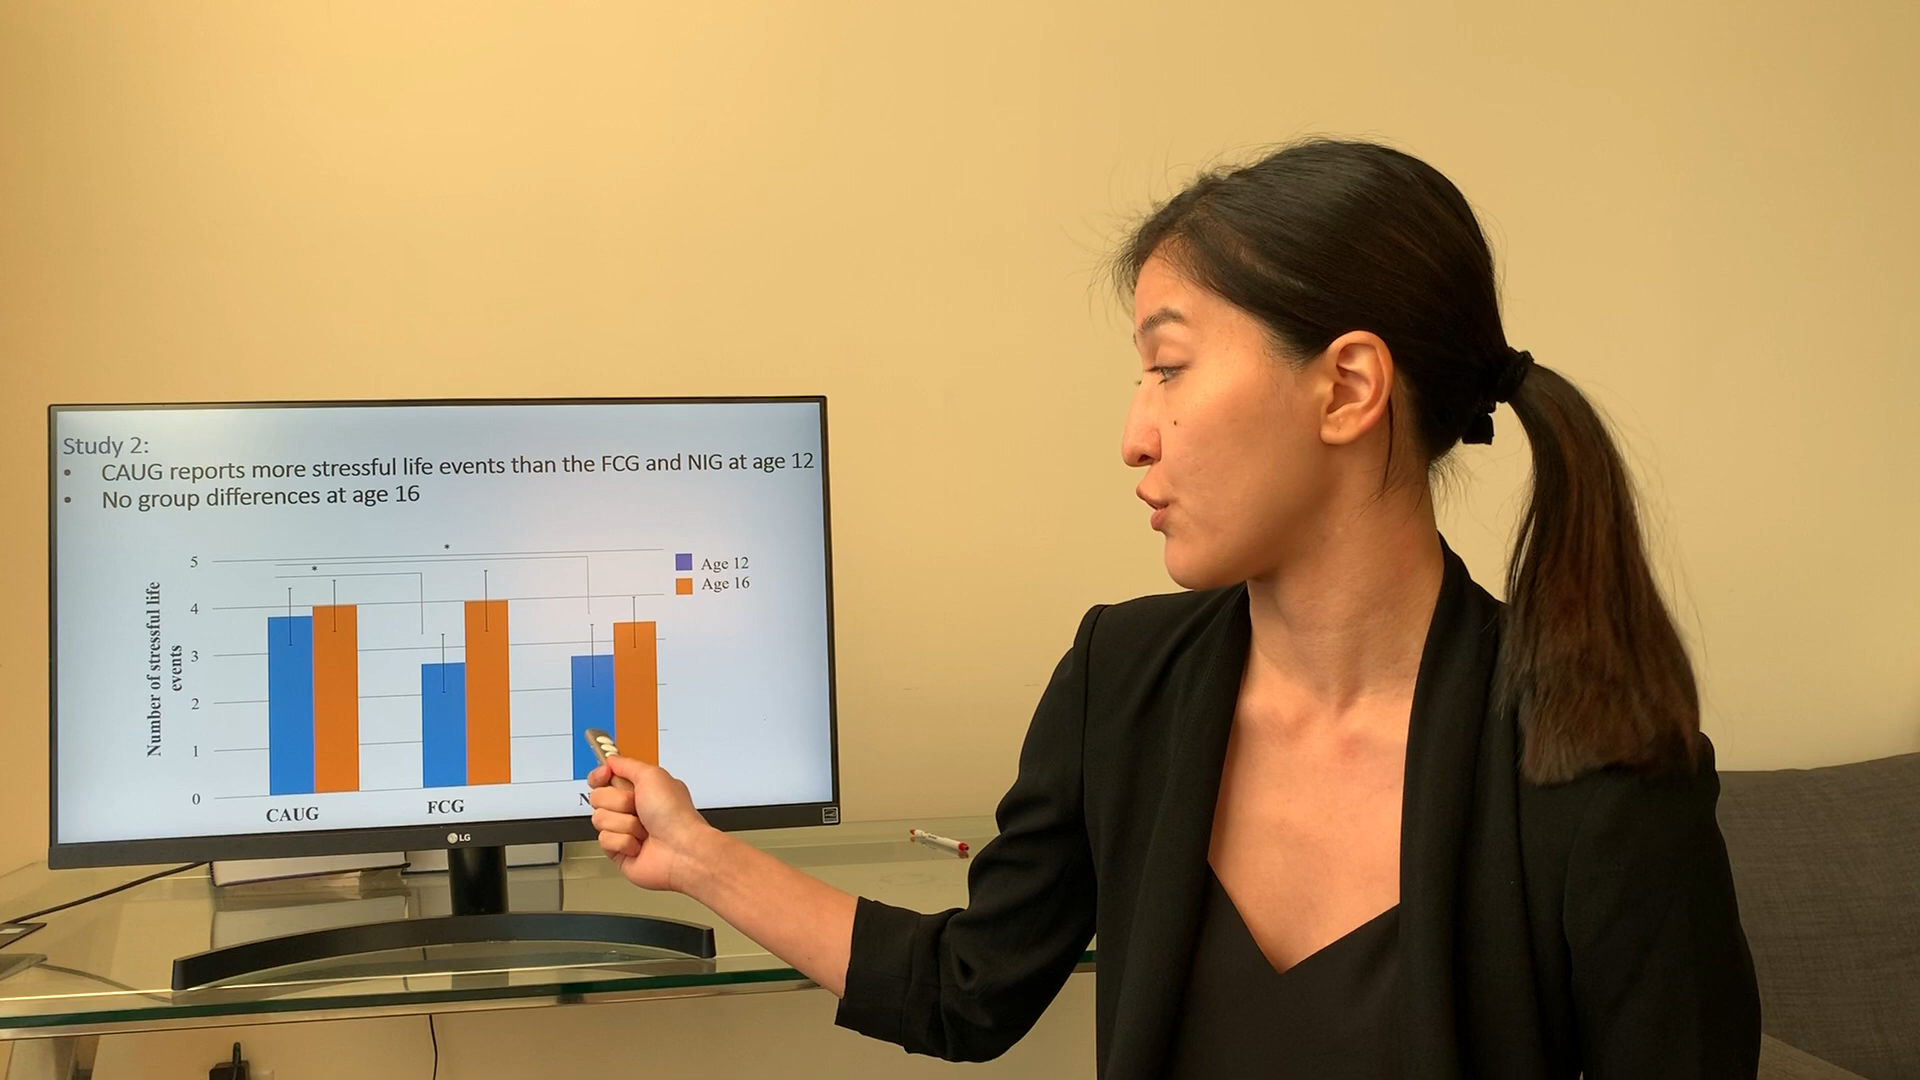 Study 2:
• CAUG reports more stressful life events than the FCG and NIG at age 12
• No group differences at age 16
*
*
5
4
3
2
1
0
Number of stressful life
events
Age 12
Age 16
CAUG
FCG
N
LG